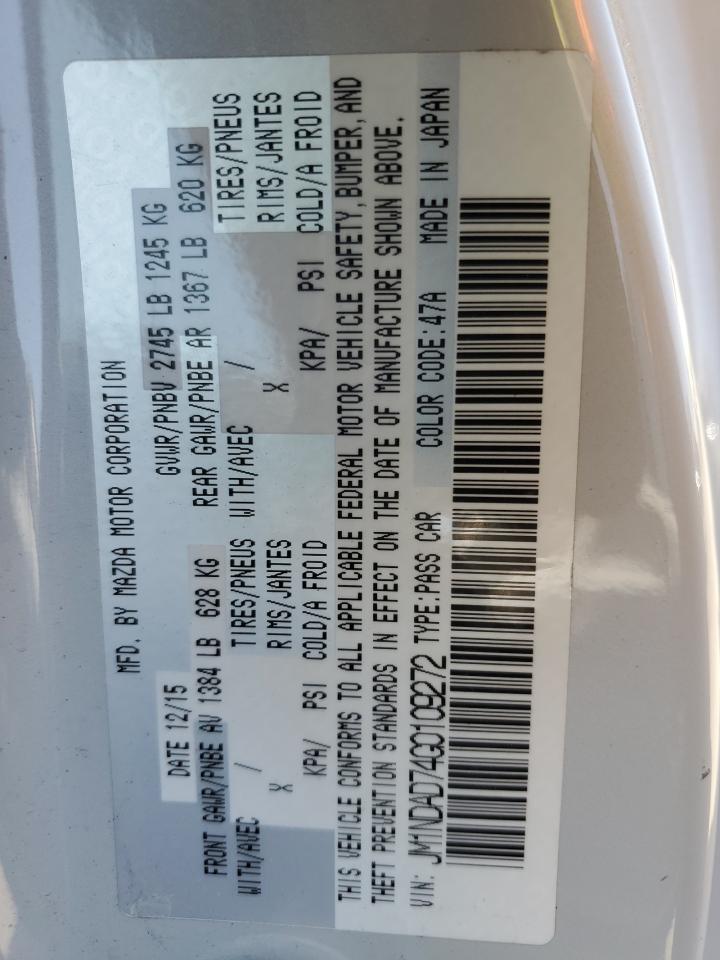 MFD. BY MAZDA MOTOR CORPORATION
DATE 12/15 GVWR/PNBV 2745 LB 1245 KG
FRONT GAWR/PNBE AV 1384 LB 628 KG REAR GAWR/PNBE AR 1367 LB 620 KG
WITH/AVEC / TIRES/PNEUS WITH/AVEC / TIRES/PNEUS
X RIMS/JANTES X RIMS/JANTES
KPA/ PSI COLD/A FROID KPA/ PSI COLD/A FROID
THIS VEHICLE CONFORMS TO ALL APPLICABLE FEDERAL MOTOR VEHICLE SAFETY, BUMPER, AND
THEFT PREVENTION STANDARDS IN EFFECT ON THE DATE OF MANUFACTURE SHOWN ABOVE.
VIN: JM1NDAD74G0109272 TYPE:PASS CAR COLOR CODE:47A MADE IN JAPAN